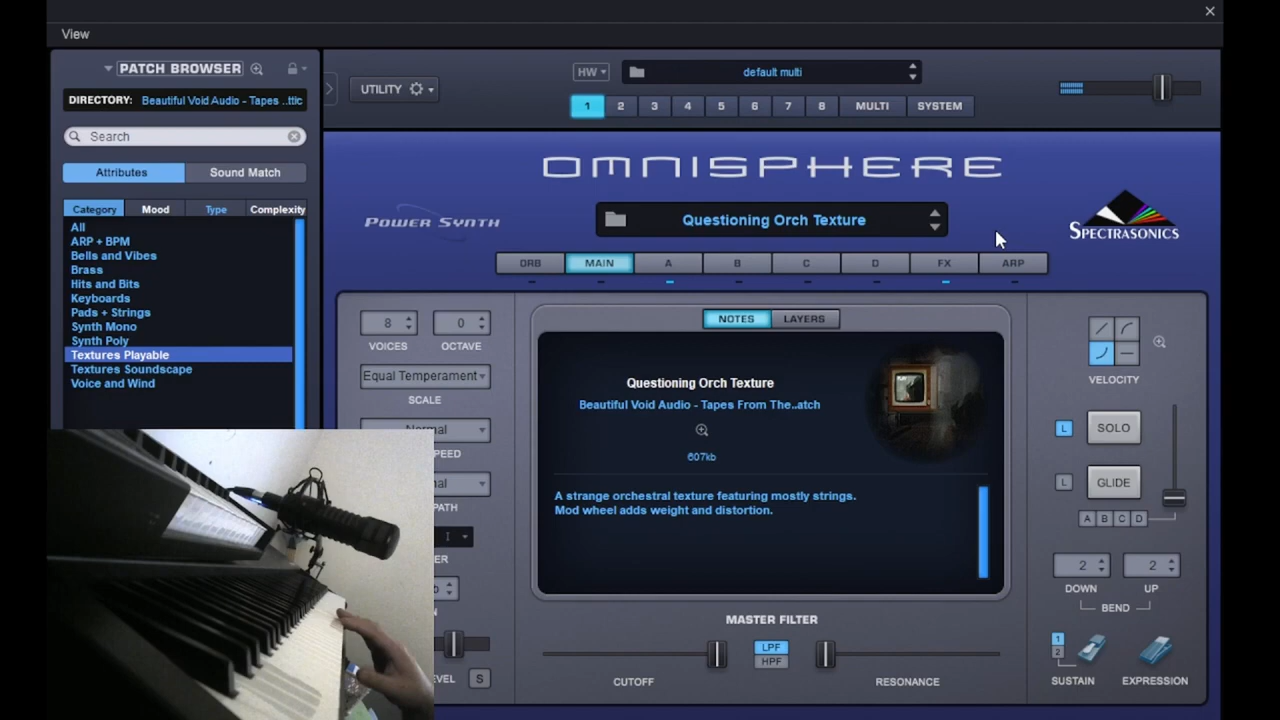 View
PATCH BROWSER
DIRECTORY: Beautiful Void Audio - Tapes ..ttic
Search
Attributes Sound Match
Category Mood Type Complexity
All
ARP + BPM
Bells and Vibes
Brass
Hits and Bits
Keyboards
Pads + Strings
Synth Mono
Synth Poly
Textures Playable
Textures Soundscape
Voice and Wind
UTILITY
HW
default multi
1 2 3 4 5 6 7 8 MULTI SYSTEM
OMNISPHERE
POWER SYNTH
Questioning Orch Texture
SPECTRASONICS
ORB MAIN A B C D FX ARP
8 0
VOICES OCTAVE
Equal Temperament
SCALE
NOTES LAYERS
Questioning Orch Texture
Beautiful Void Audio - Tapes From The..atch
607kb
A strange orchestral texture featuring mostly strings.
Mod wheel adds weight and distortion.
MASTER FILTER
CUTOFF
LPF
HPF
RESONANCE
VELOCITY
L SOLO
L GLIDE
A B C D
2 2
DOWN UP
BEND
1
2
SUSTAIN EXPRESSION
S